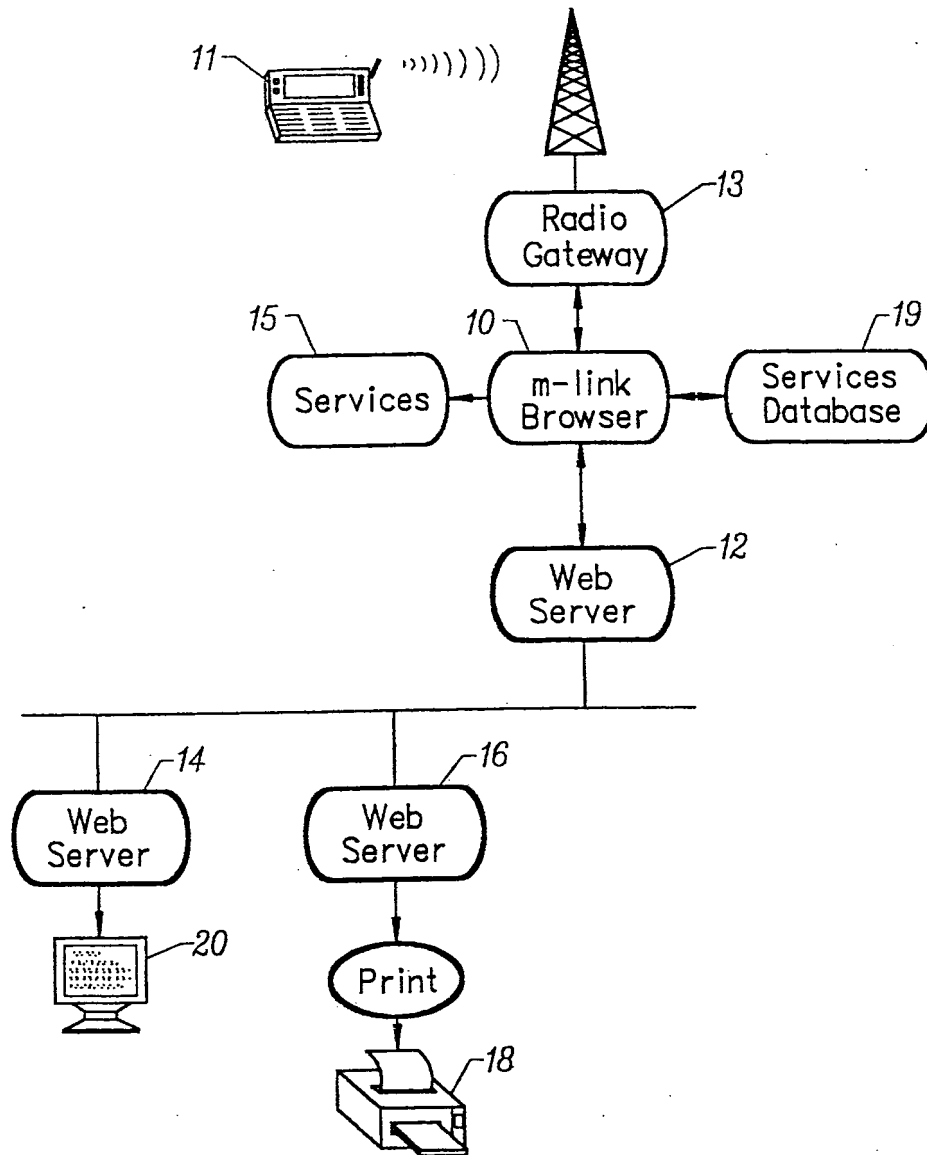 11
13
Radio
Gateway
15
10
19
Services
m-link
Browser
Services
Database
12
Web
Server
14
16
Web
Server
Web
Server
20
Print
18